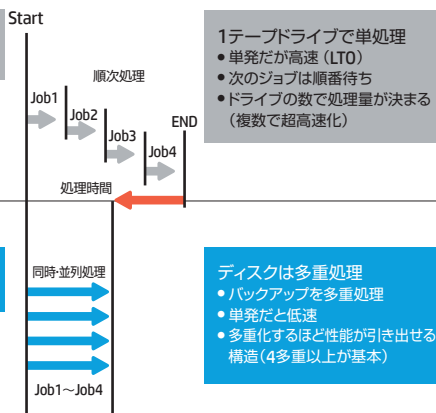 Start
順次処理
Job1
Job2
Job3
Job4
END
処理時間
1テープドライブで単処理
● 単発だが高速（LTO）
● 次のジョブは順番待ち
● ドライブの数で処理量が決まる
（複数で超高速化）
同時・並列処理
Job1～Job4
ディスクは多重処理
● バックアップを多重処理
● 単発だと低速
● 多重化するほど性能が引き出せる
構造（4多重以上が基本）